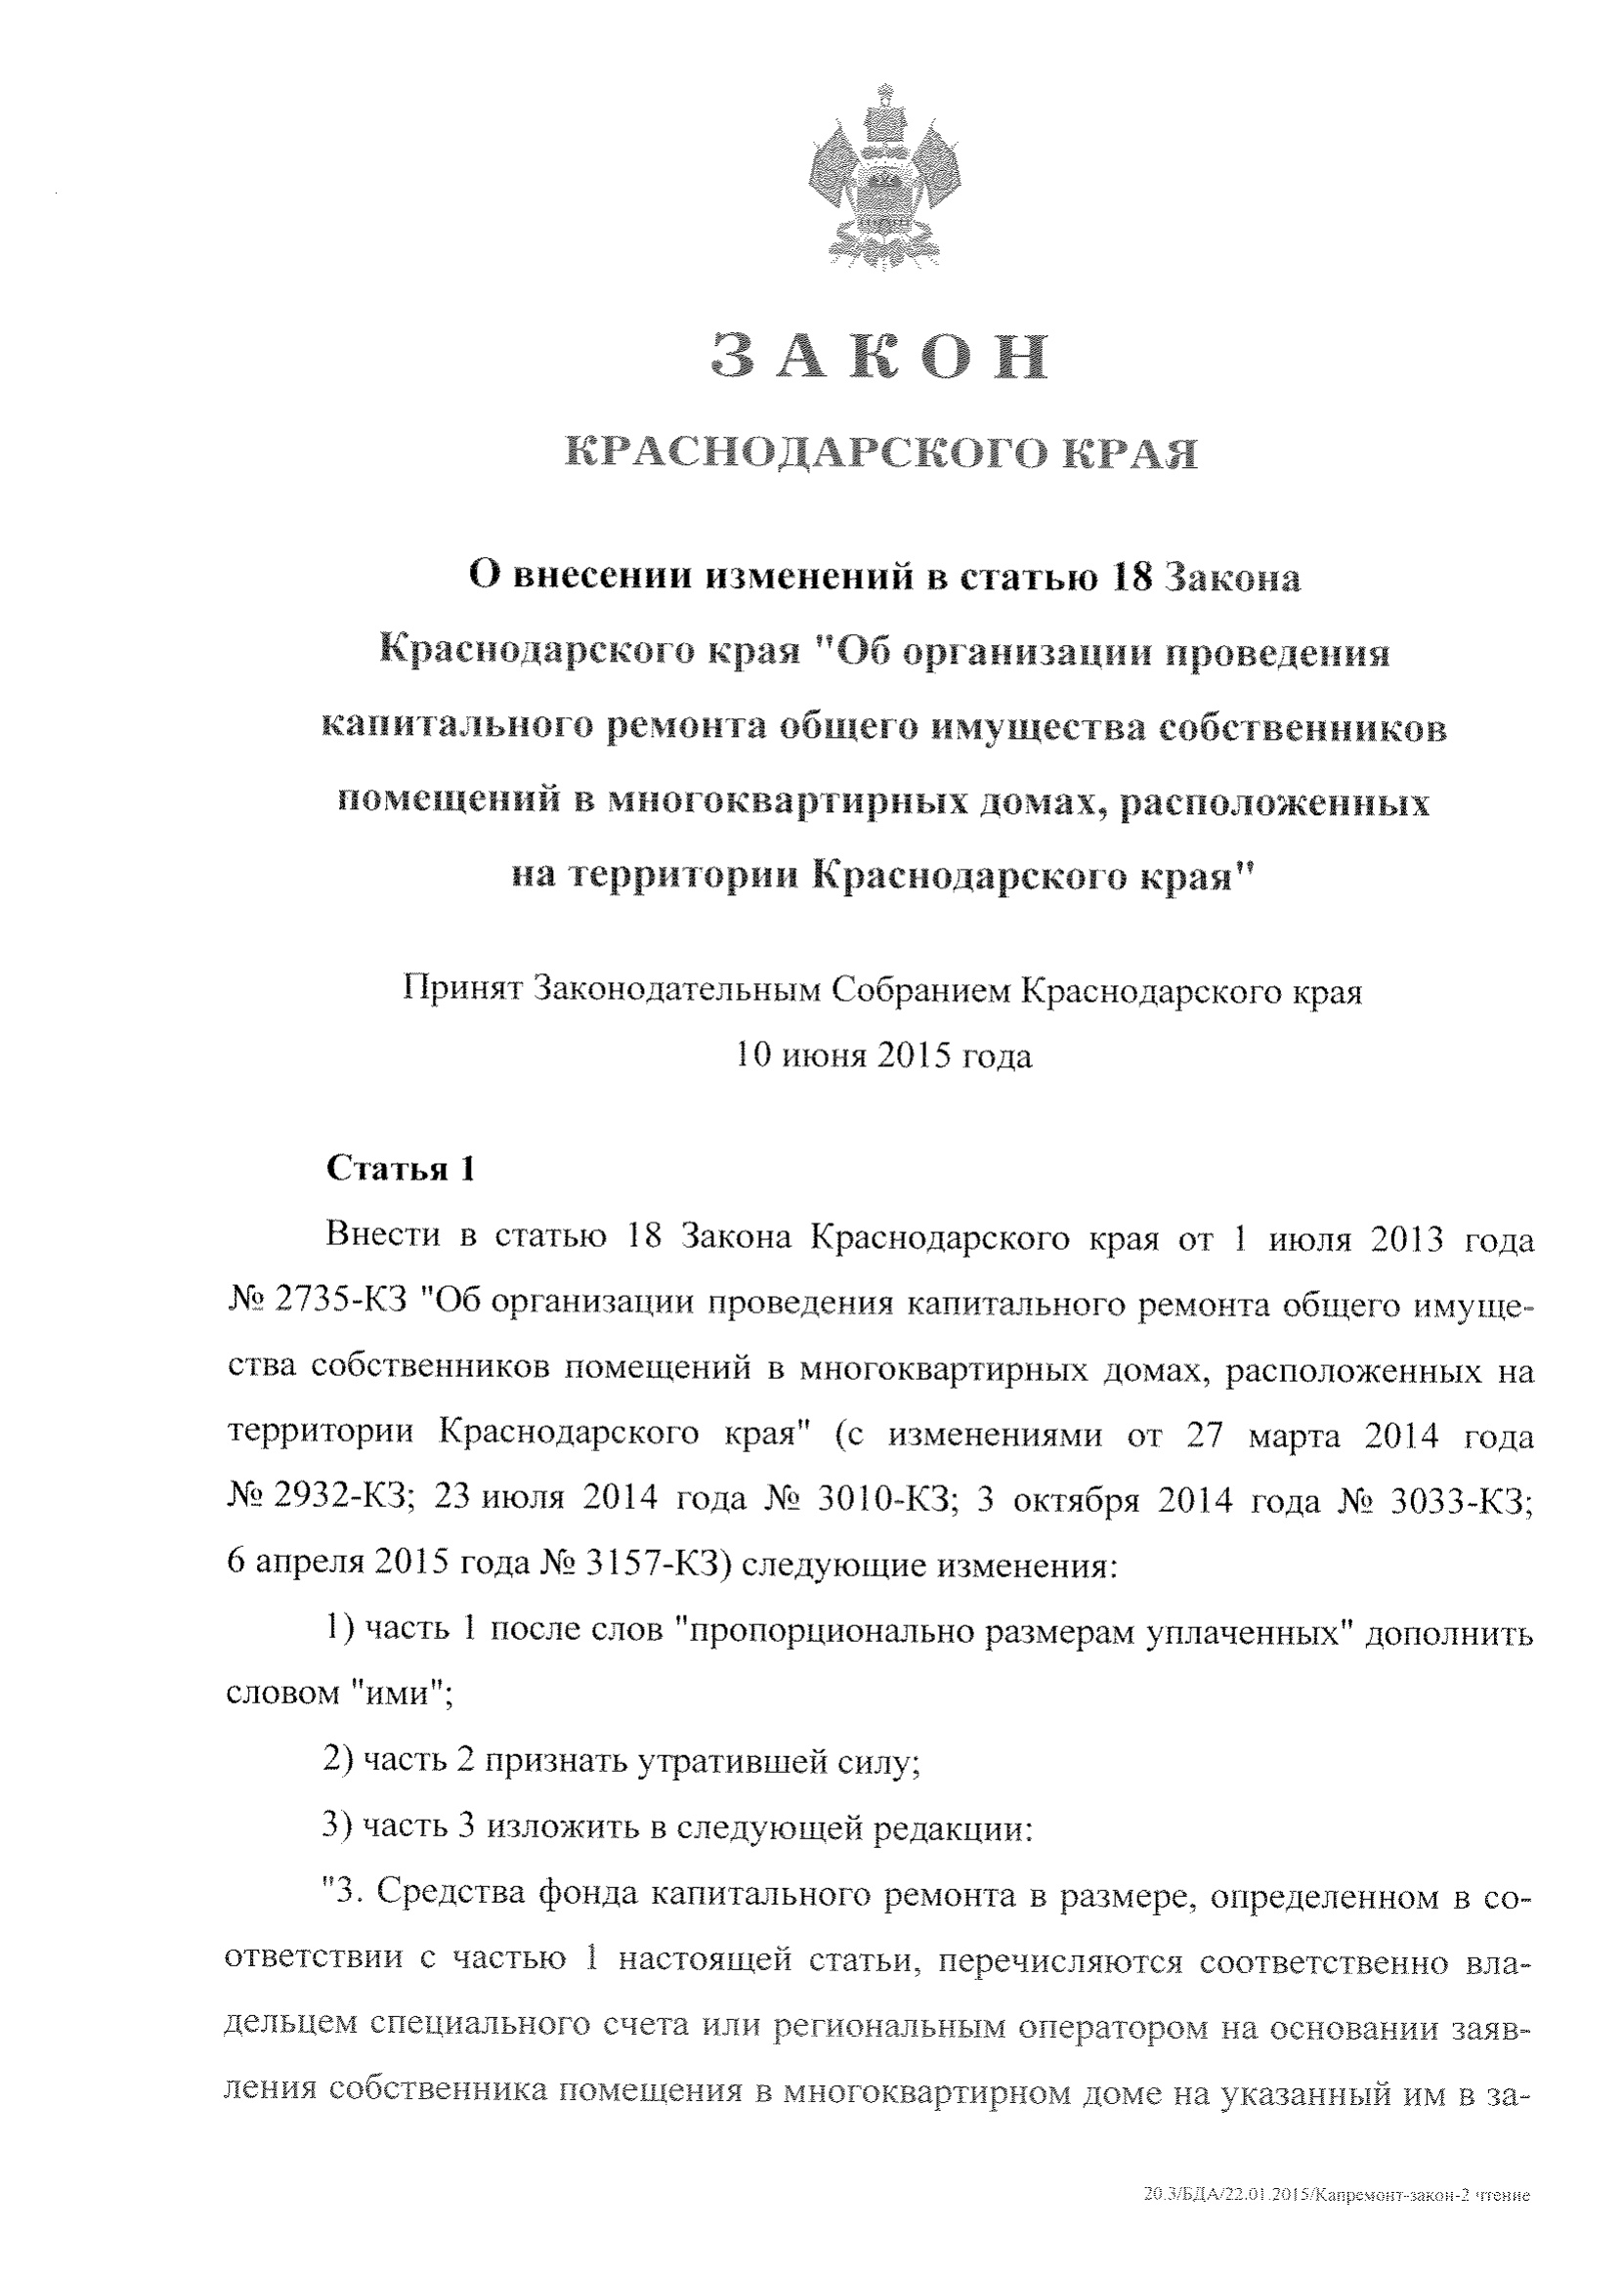 ЗАКОН
КРАСНОДАРСКОГО КРАЯ
О внесении изменений в статью 18 Закона
Краснодарского края "Об организации проведения
капитального ремонта общего имущества собственников
помещений в многоквартирных домах, расположенных
на территории Краснодарского края"
Принят Законодательным Собранием Краснодарского края
10 июня 2015 года
Статья 1
Внести в статью 18 Закона Краснодарского края от 1 июля 2013 года
№ 2735-КЗ "Об организации проведения капитального ремонта общего имуще-
ства собственников помещений в многоквартирных домах, расположенных на
территории Краснодарского края" (с изменениями от 27 марта 2014 года
№ 2932-КЗ; 23 июля 2014 года № 3010-КЗ; 3 октября 2014 года № 3033-КЗ;
6 апреля 2015 года № 3157-КЗ) следующие изменения:
1) часть 1 после слов "пропорционально размерам уплаченных" дополнить
словом "ими";
2) часть 2 признать утратившей силу;
3) часть 3 изложить в следующей редакции:
"3. Средства фонда капитального ремонта в размере, определенном в со-
ответствии с частью 1 настоящей статьи, перечисляются соответственно вла-
дельцем специального счета или региональным оператором на основании заяв-
ления собственника помещения в многоквартирном доме на указанный им в за-
20.3/БДА/22.01.2015/Капремонт-закон-2 чтение